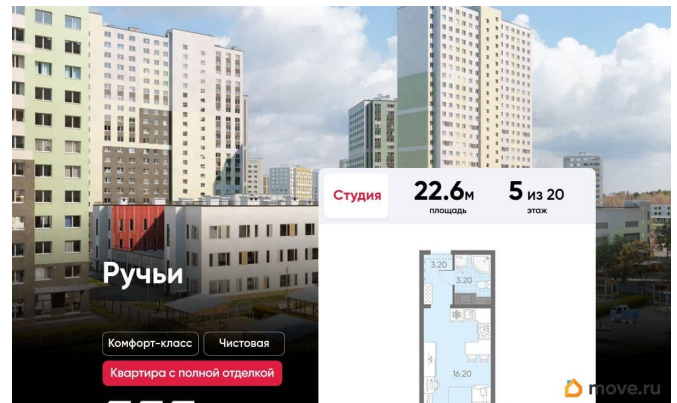 Студия
22.6м
площадь
5 из 20
этаж
3.20
3.20
Ручьи
Комфорт-класс
Чистовая
Квартира с полной отделкой
16.20
move.ru